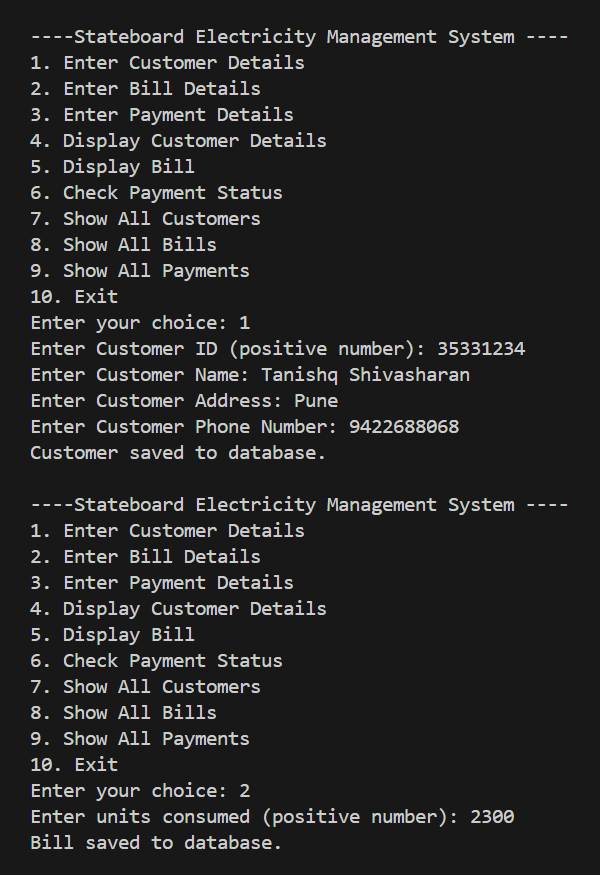 ----Stateboard Electricity Management System ----
1. Enter Customer Details
2. Enter Bill Details
3. Enter Payment Details
4. Display Customer Details
5. Display Bill
6. Check Payment Status
7. Show All Customers
8. Show All Bills
9. Show All Payments
10. Exit
Enter your choice: 1
Enter Customer ID (positive number): 35331234
Enter Customer Name: Tanishq Shivasharan
Enter Customer Address: Pune
Enter Customer Phone Number: 9422688068
Customer saved to database.

----Stateboard Electricity Management System ----
1. Enter Customer Details
2. Enter Bill Details
3. Enter Payment Details
4. Display Customer Details
5. Display Bill
6. Check Payment Status
7. Show All Customers
8. Show All Bills
9. Show All Payments
10. Exit
Enter your choice: 2
Enter units consumed (positive number): 2300
Bill saved to database.